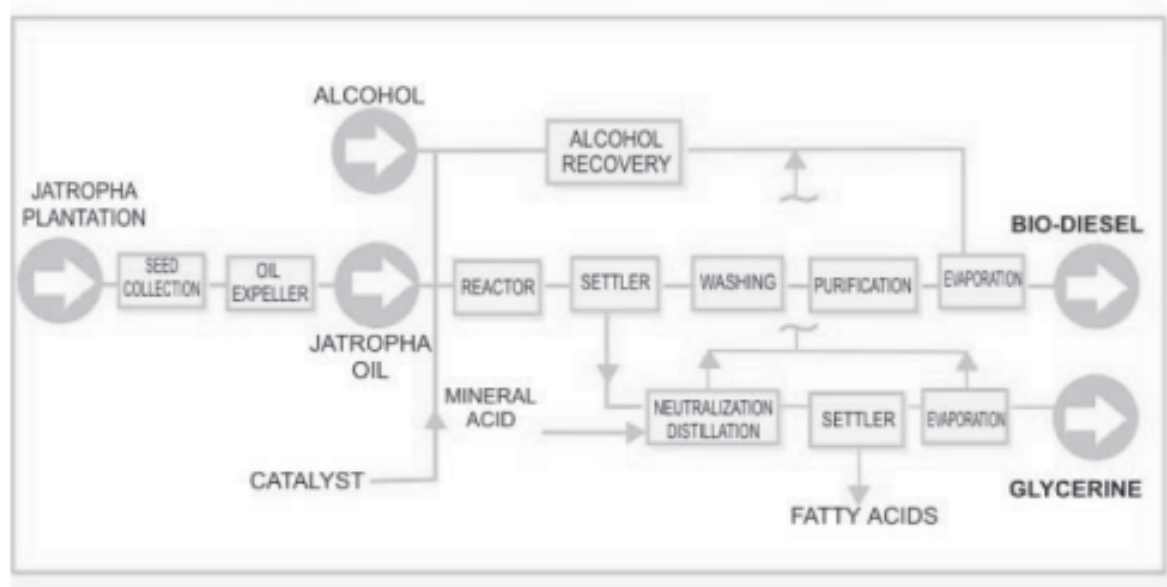 ALCOHOL
ALCOHOL
RECOVERY
JATROPHA
PLANTATION
BIO-DIESEL
SEED
COLLECTION
OIL
EXPELLER
REACTOR
SETTLER
WASHING
PURIFICATION
EVAPORATION
JATROPHA
OIL
MINERAL
ACID
NEUTRALIZATION
DISTILLATION
SETTLER
EVAPORATION
CATALYST
GLYCERINE
FATTY ACIDS